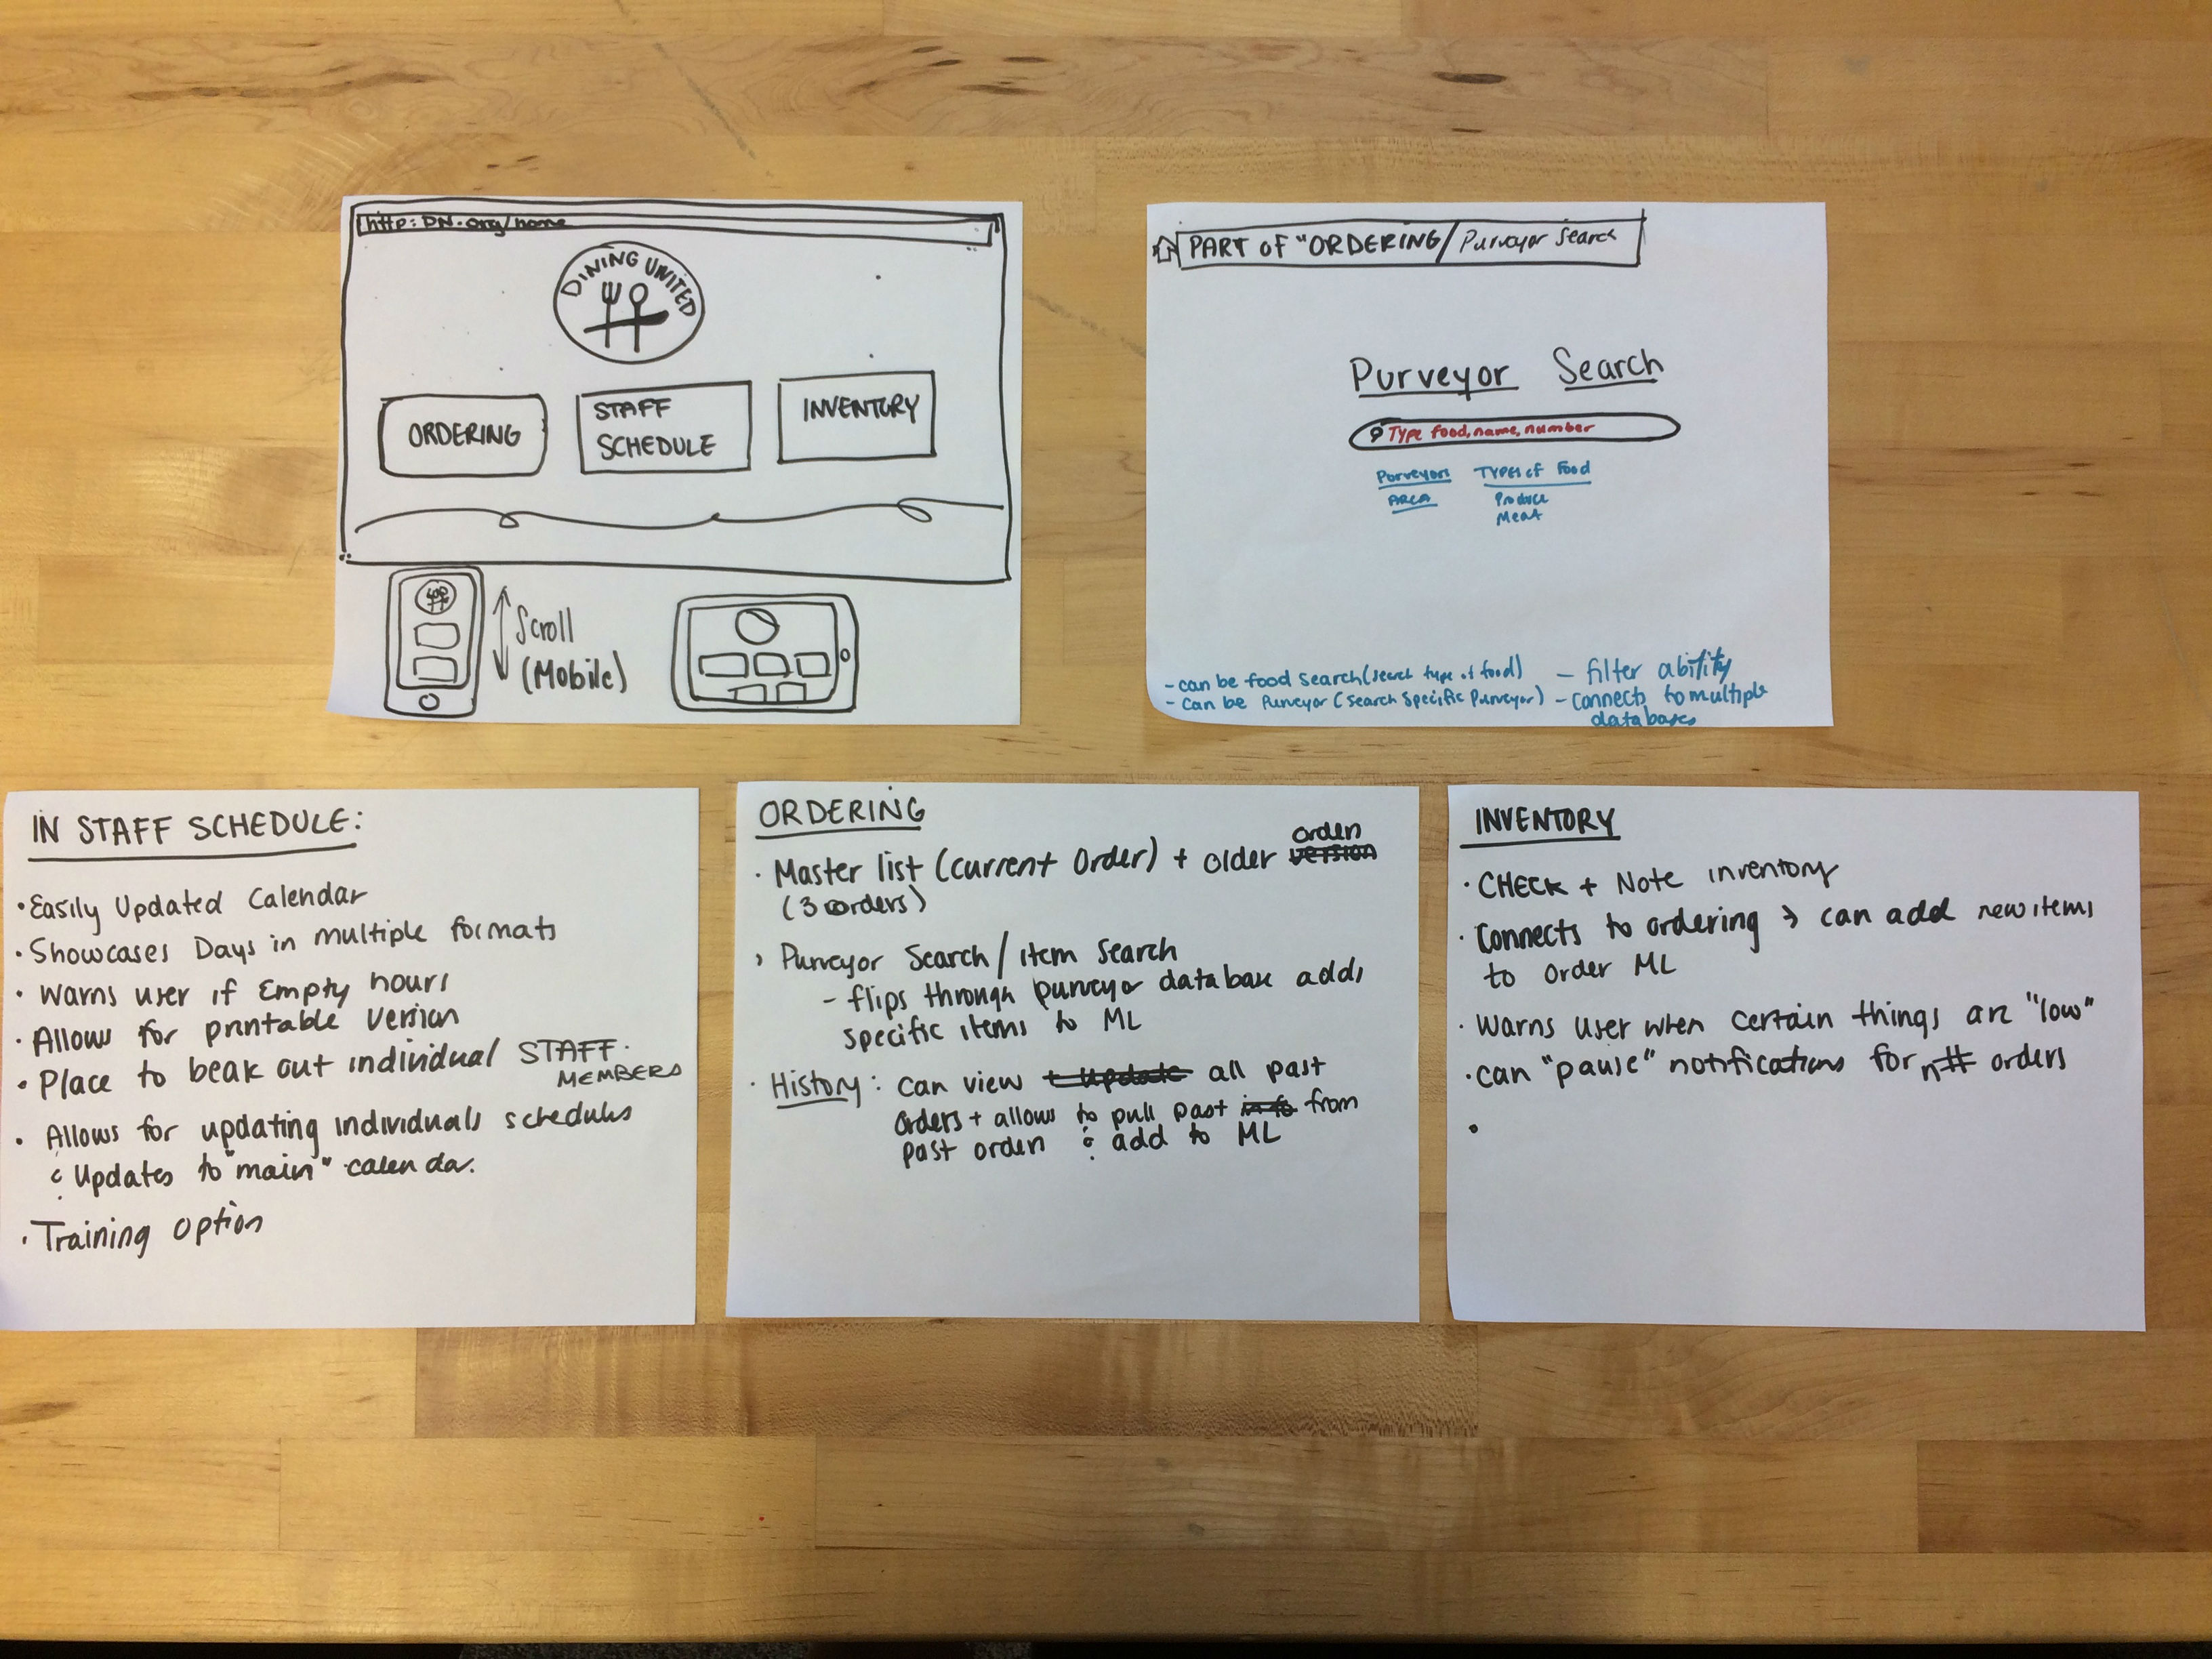 http: DN.org/home
DINING UNITED
ORDERING
STAFF
SCHEDULE
INVENTORY
Scroll
(Mobile)
PART OF "ORDERING/Purveyor Search
Purveyor Search
Type food, name, number
Purveyors
AREA
TYPES of Food
Produce
Meat
- can be food search (search type of food)
- can be Purveyor (search specific Purveyor)
- filter ability
- connects to multiple
databases
IN STAFF SCHEDULE:
• Easily Updated Calendar
• Showcases Days in multiple formats
• Warns user if Empty hours
• Allows for printable version
• Place to beak out individual STAFF
MEMBERS
• Allows for updating individuals schedules
& Updates to "main" calendar.
• Training option
ORDERING
• Master list (current Order) + older orders version
(3 orders)
• Purveyor Search/item search
- flips through purveyor database adds
specific items to ML
• History: can view + update all past
orders + allows to pull past info from
past orders & add to ML
INVENTORY
• CHECK + Note inventory
• Connects to ordering → can add new items
to order ML
• Warns user when certain things are "low"
• can "pause" notifications for n# orders
•